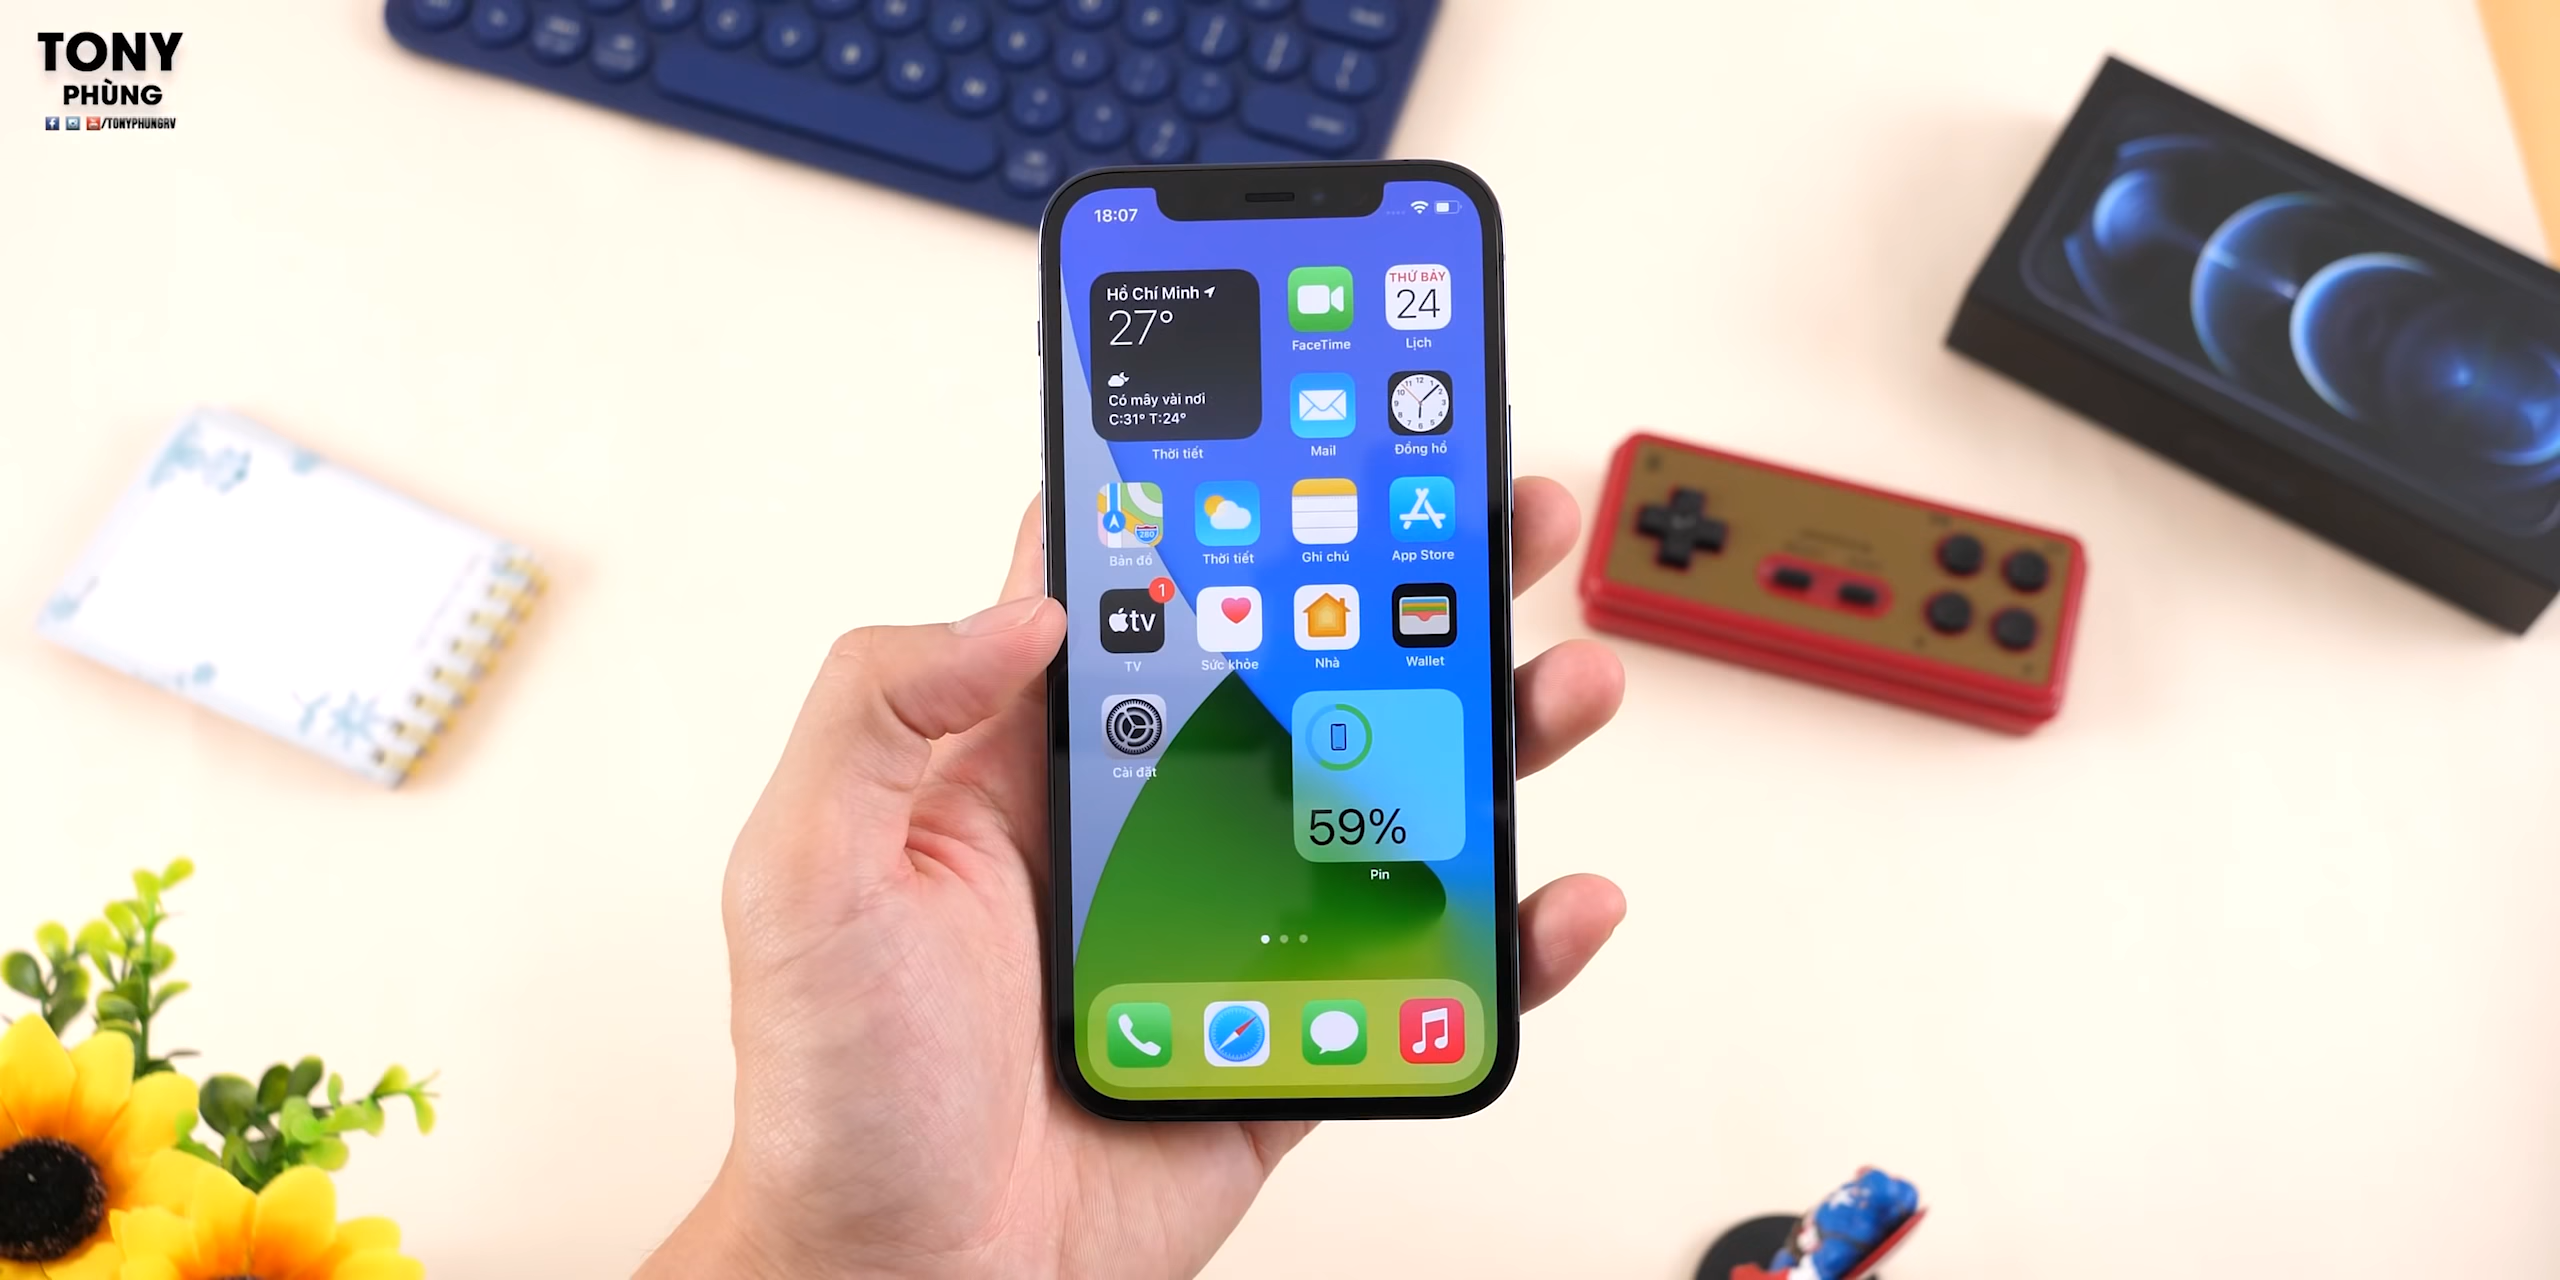 TONY
PHÙNG
/TONYPHUNGRV
18:07
Hồ Chí Minh
27°
Có mây vài nơi
C:31° T:24°
Thời tiết
FaceTime
THỨ BẢY
24
Lịch
Mail
Đồng hồ
280
Bản đồ
Thời tiết
Ghi chú
App Store
tv
1
TV
Sức khỏe
Nhà
Wallet
Cài đặt
59%
Pin